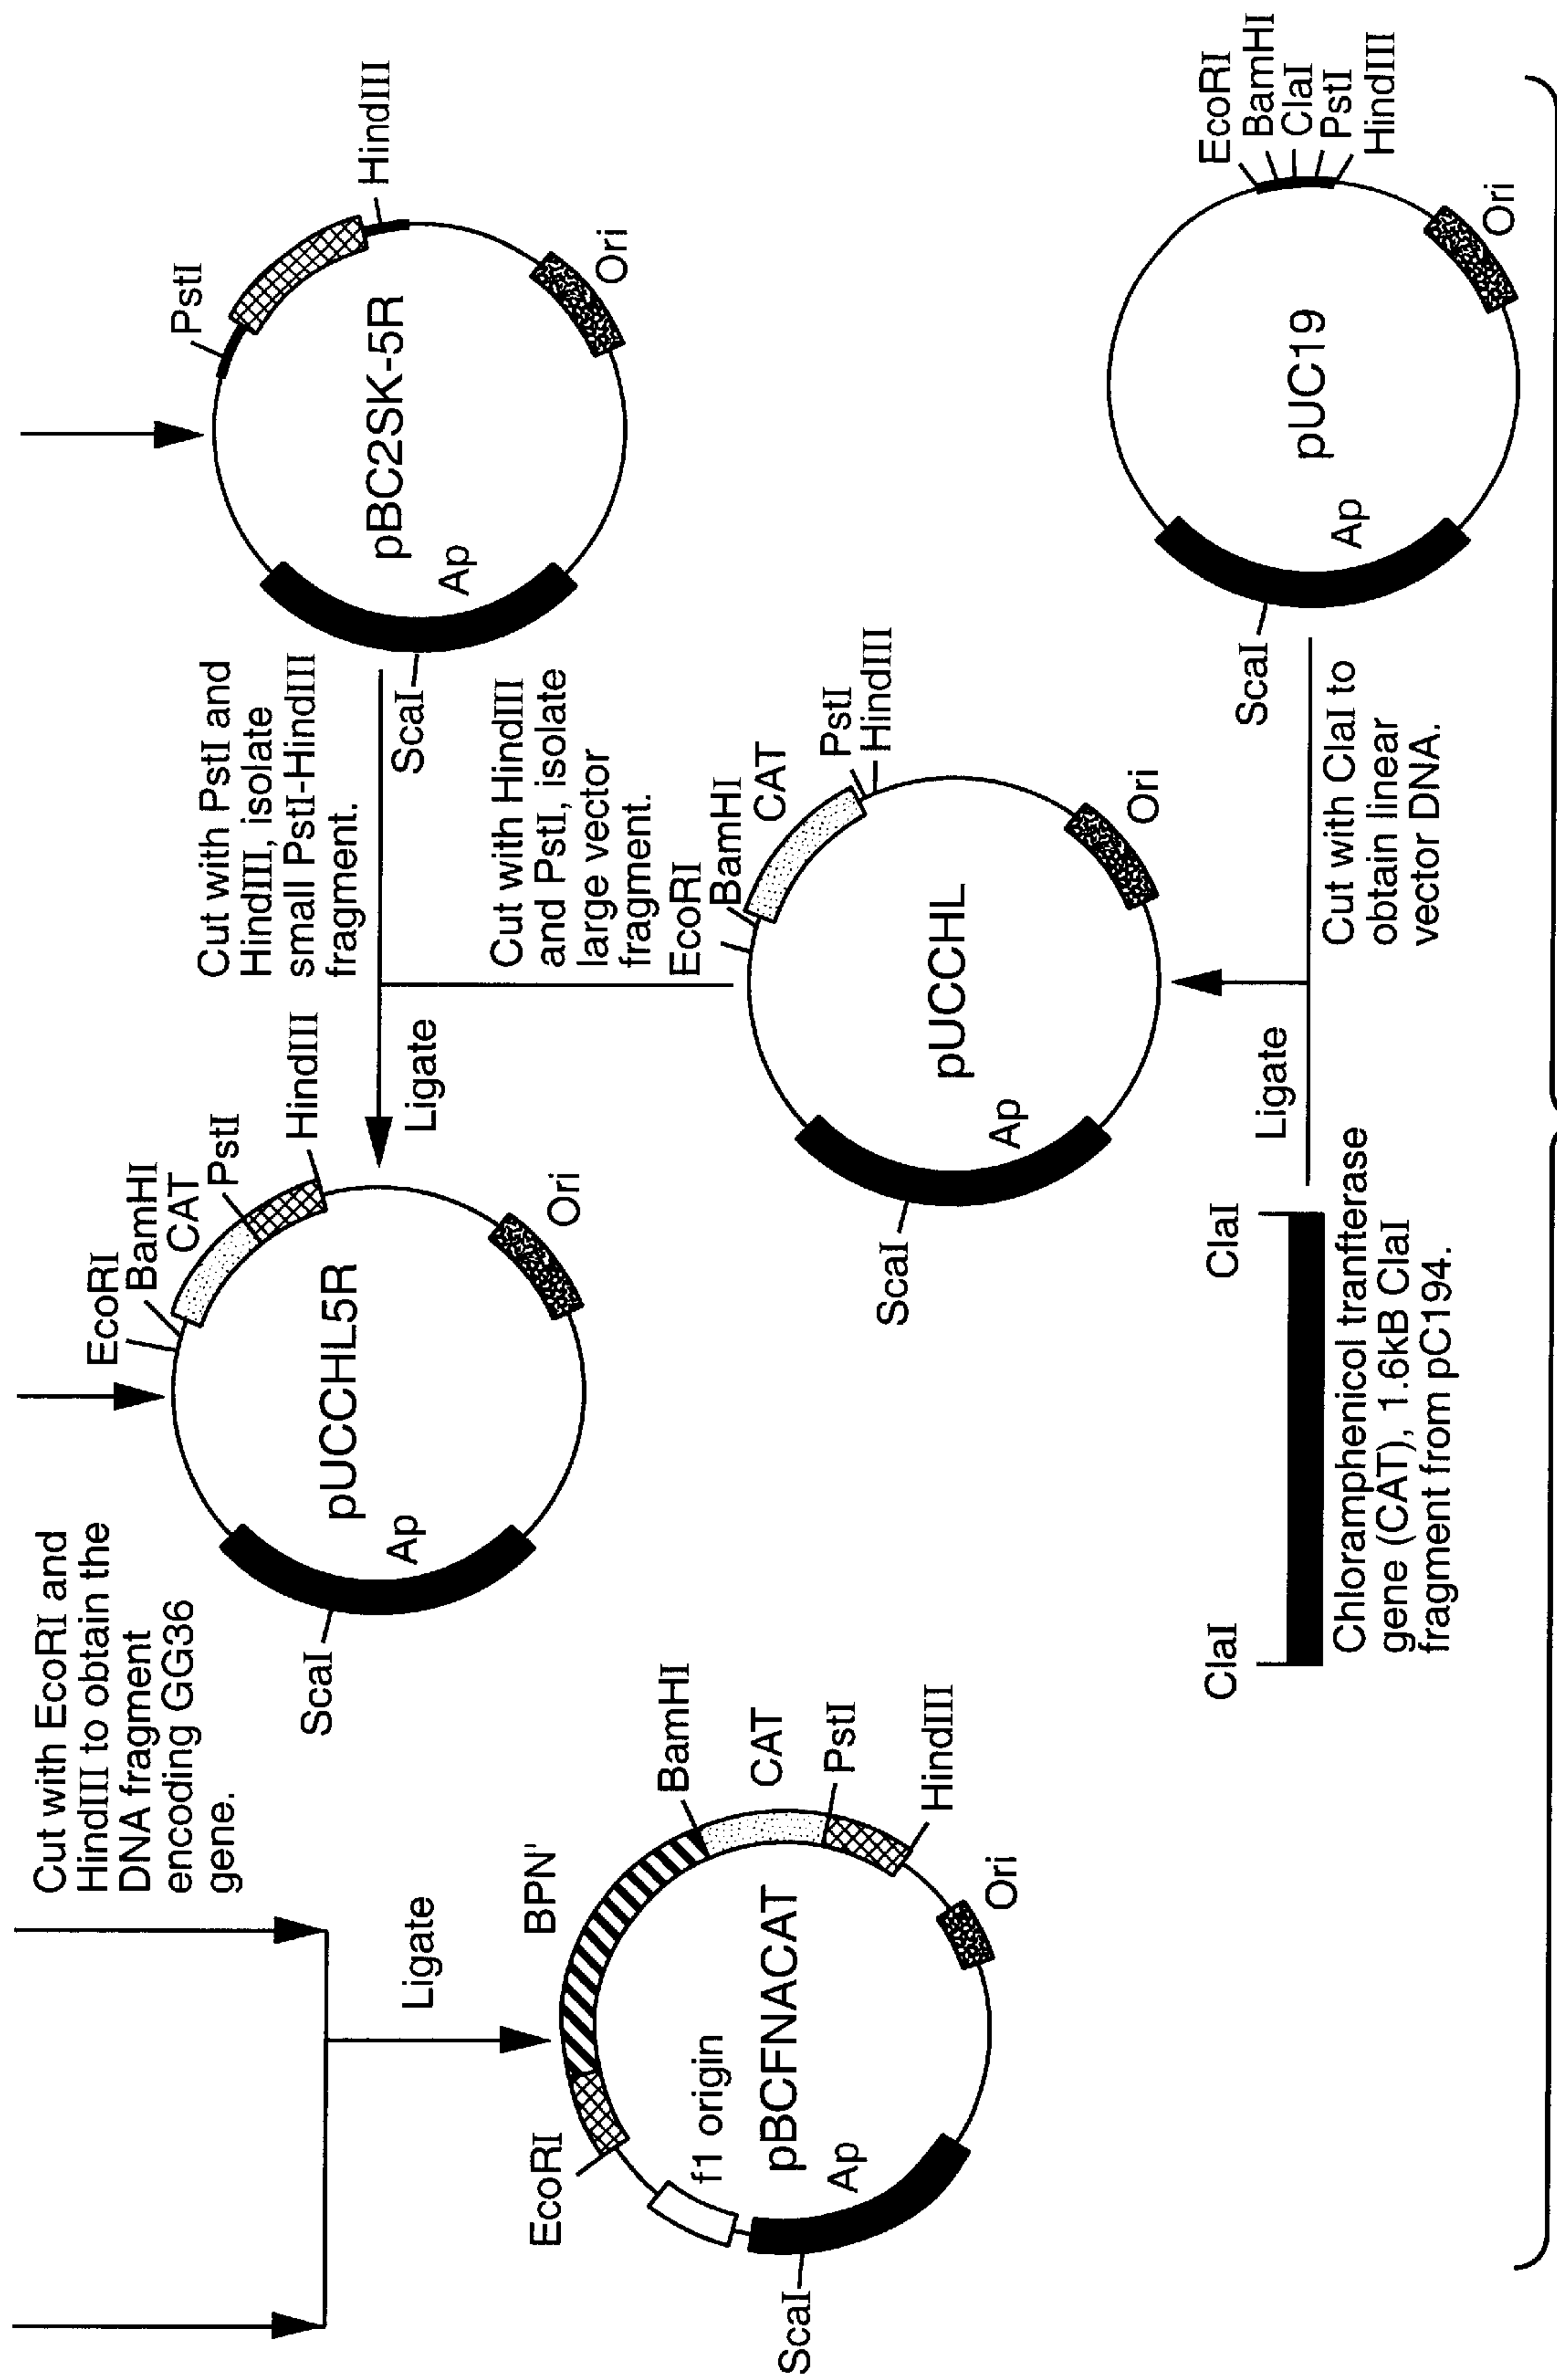 Cut with EcoRI and
HindIII to obtain the
DNA fragment
encoding GG36
gene.
Ligate
BPN'
EcoRI
BamHI
CAT
PstI
HindIII
Ori
f1 origin
pBCFNACAT
Ap
ScaI
EcoRI
BamHI
CAT
PstI
HindIII
pUCCHL5R
Ap
ScaI
Ori
Ligate
Cut with PstI and
HindIII, isolate
small PstI-HindIII
fragment.
Cut with HindIII
and PstI, isolate
large vector
fragment.
PstI
HindIII
pBC2SK-5R
Ap
ScaI
Ori
EcoRI
BamHI
CAT
PstI
HindIII
pUCCHL
Ap
ScaI
Ori
ClaI
ClaI
Chloramphenicol tranfterase
gene (CAT), 1.6kB ClaI
fragment from pC194.
Ligate
Cut with ClaI to
obtain linear
vector DNA.
EcoRI
BamHI
ClaI
PstI
HindIII
pUC19
Ap
ScaI
Ori